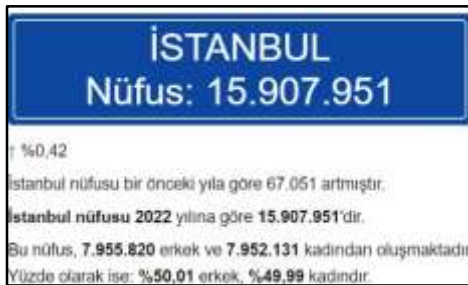 İSTANBUL
Nüfus: 15.907.951
↑ %0,42
İstanbul nüfusu bir önceki yıla göre 67.051 artmıştır.
İstanbul nüfusu 2022 yılına göre 15.907.951'dir.
Bu nüfus, 7.955.820 erkek ve 7.952.131 kadından oluşmaktadır
Yüzde olarak ise: %50,01 erkek, %49,99 kadındır.